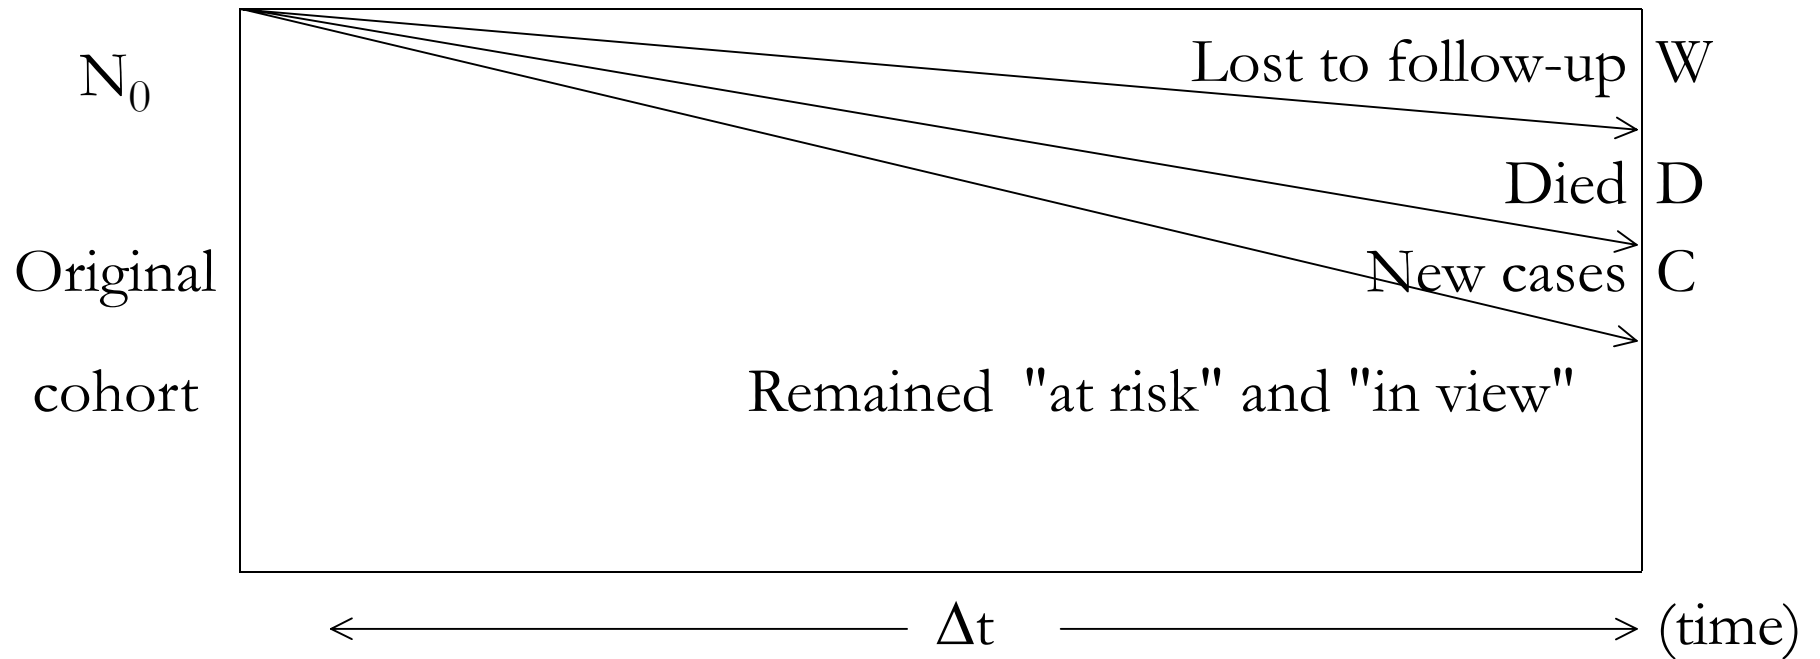 Lost to follow-up W
N₀
Died D
Original New cases C
cohort Remained "at risk" and "in view"
Δt (time)